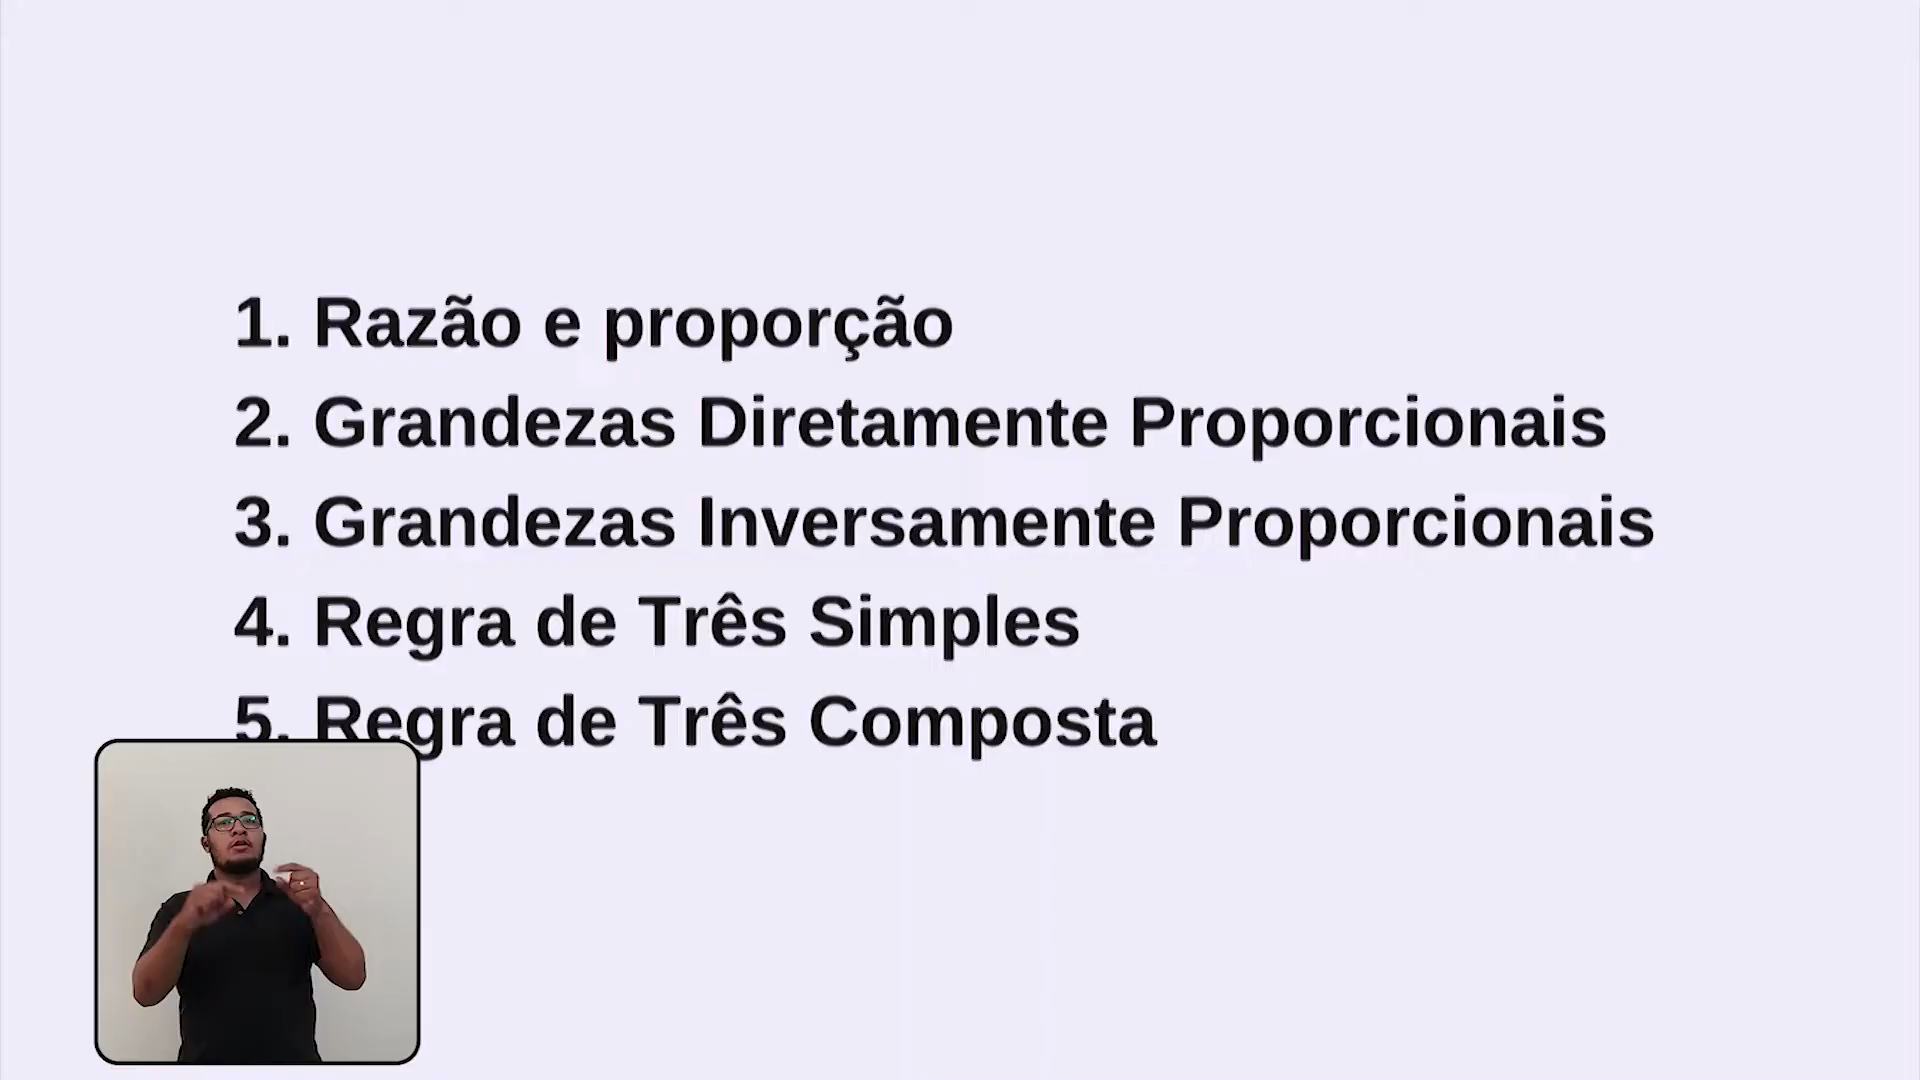 1. Razão e proporção
2. Grandezas Diretamente Proporcionais
3. Grandezas Inversamente Proporcionais
4. Regra de Três Simples
5. Regra de Três Composta